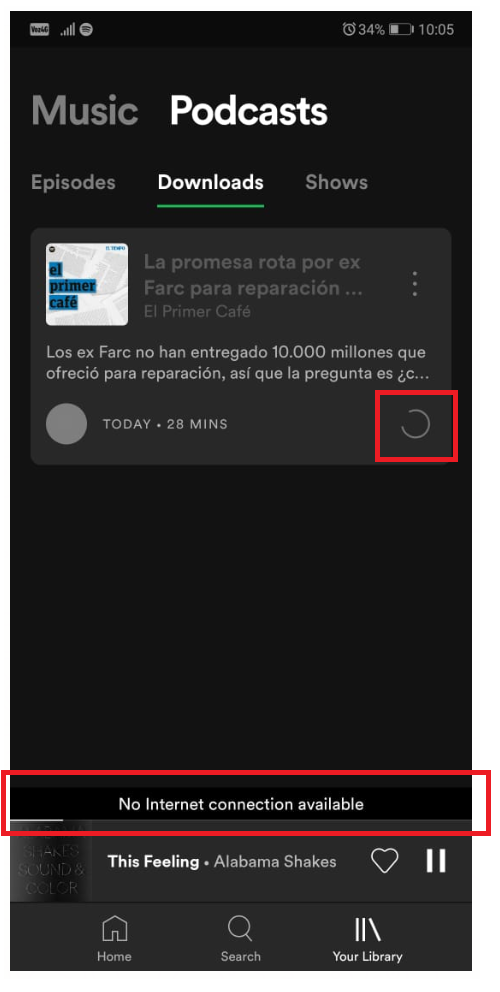 Vo4G 34% 10:05
Music Podcasts
Episodes Downloads Shows
EL TIEMPO
el
primer
café
La promesa rota por ex
Farc para reparación ...
El Primer Café
Los ex Farc no han entregado 10.000 millones que
ofreció para reparación, así que la pregunta es ¿c...
TODAY • 28 MINS
No Internet connection available
SHAKES
SOUND &
COLOR
This Feeling • Alabama Shakes
Home Search Your Library